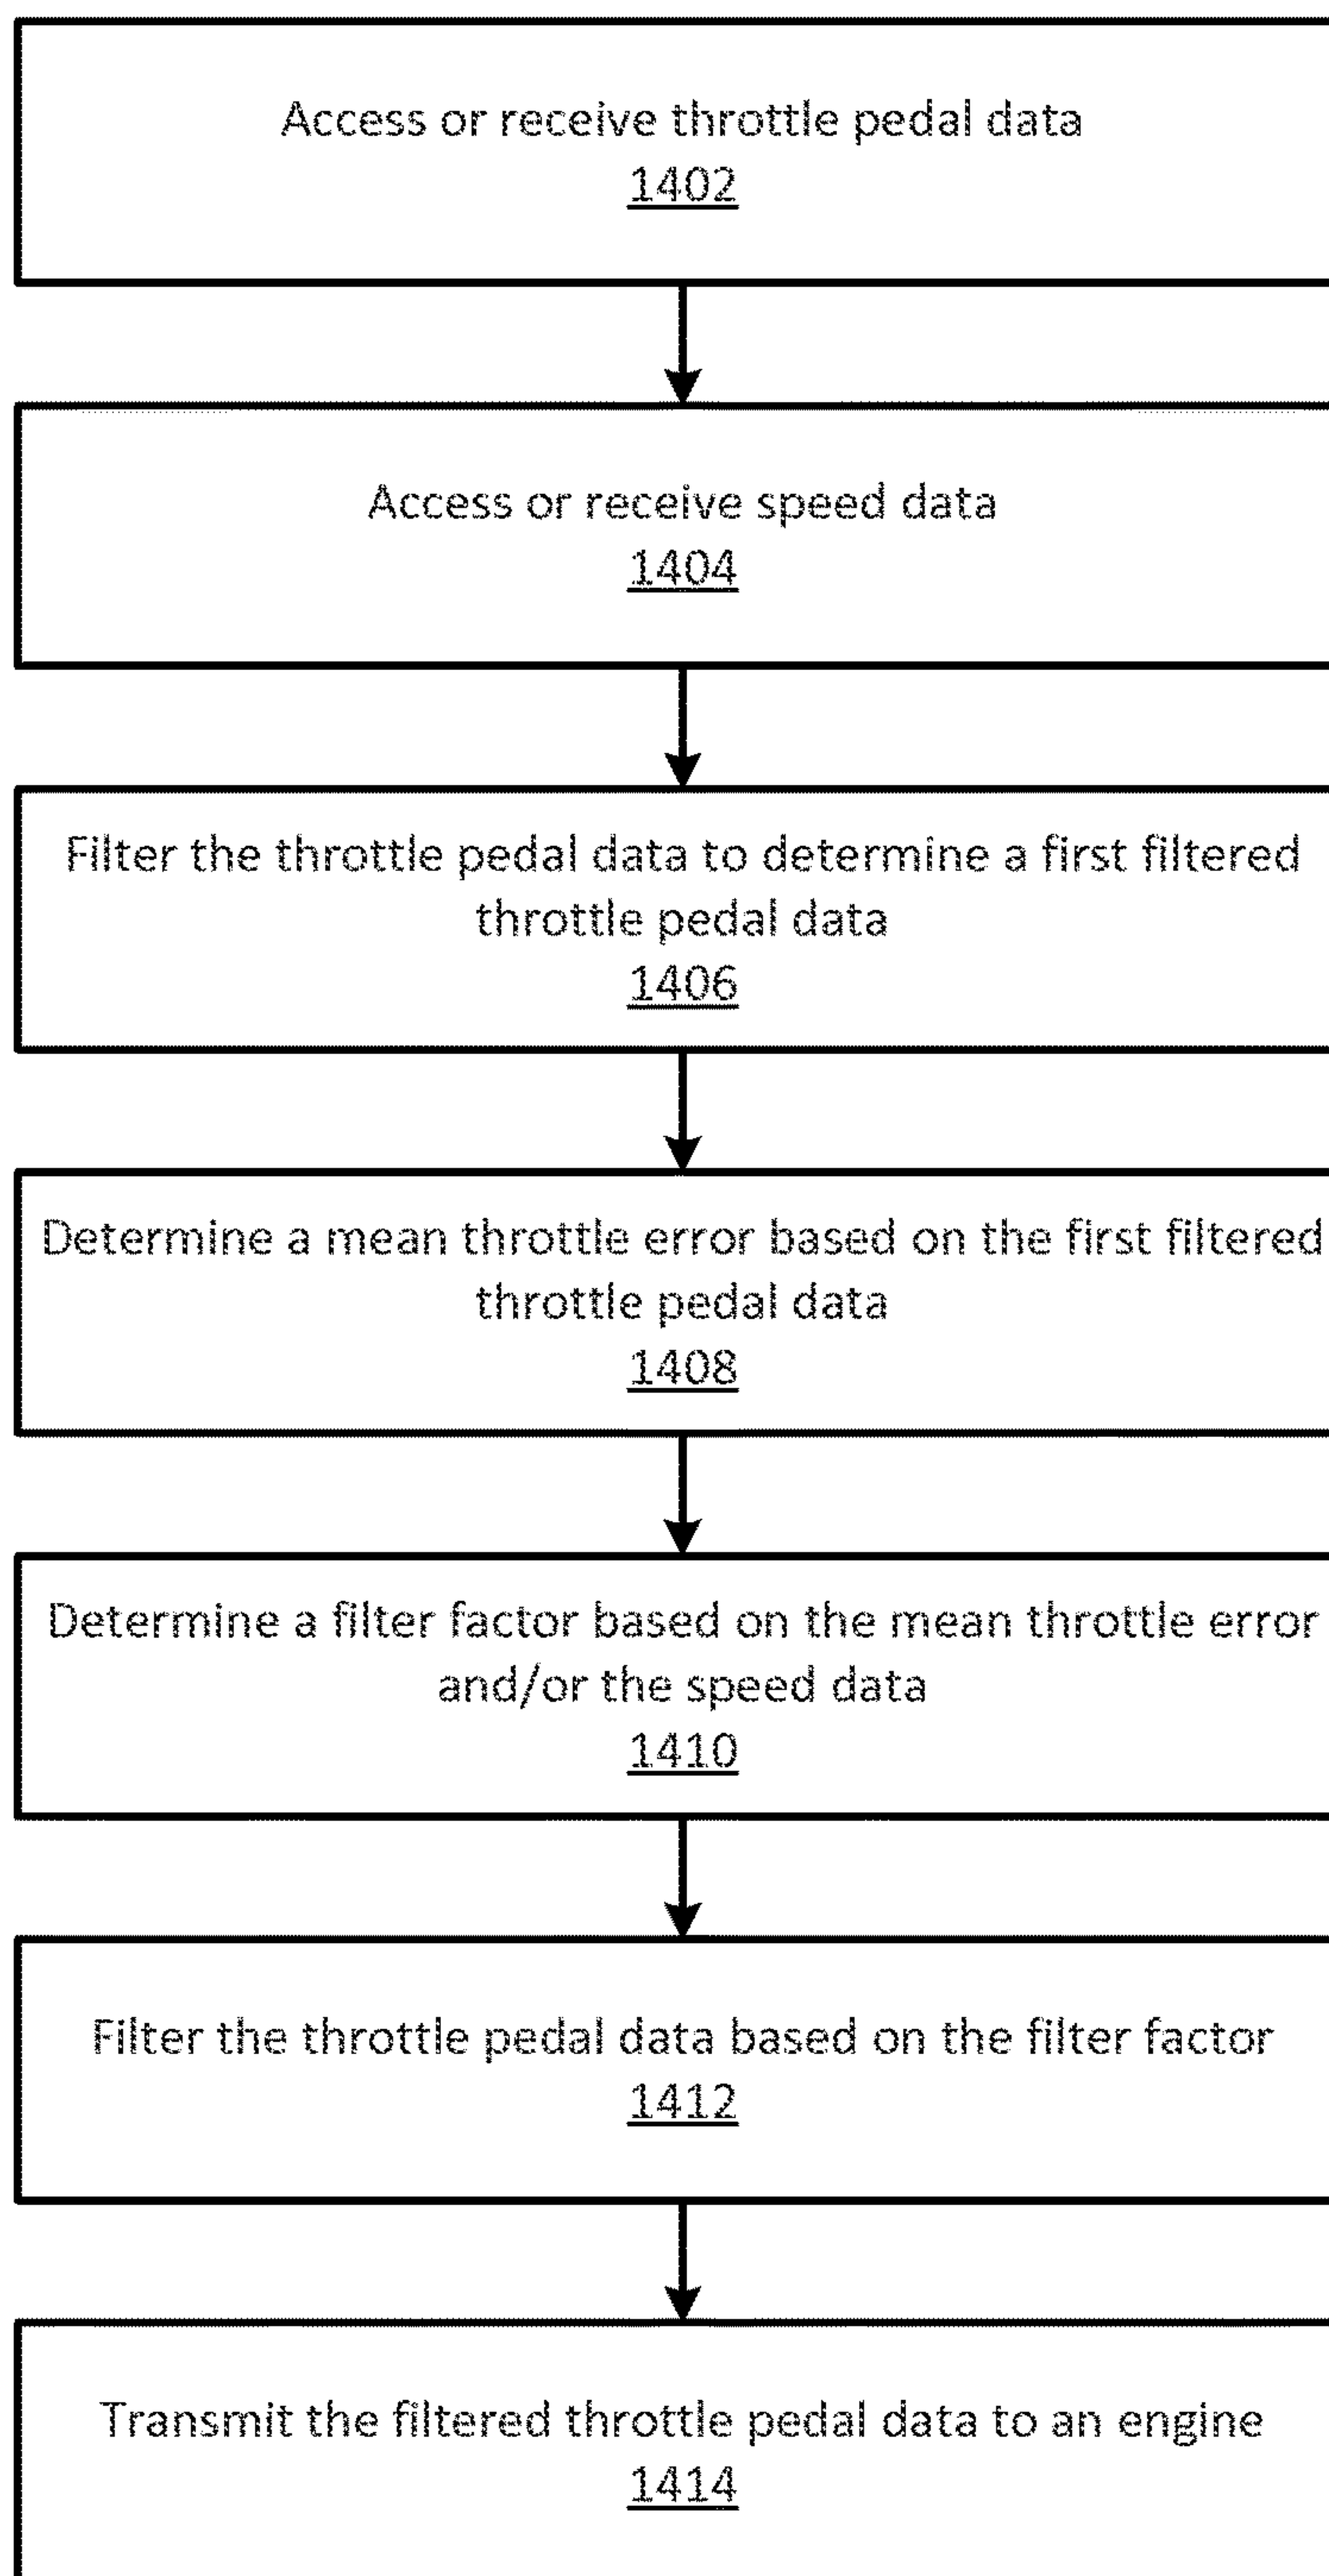 Access or receive throttle pedal data
1402
Access or receive speed data
1404
Filter the throttle pedal data to determine a first filtered
throttle pedal data
1406
Determine a mean throttle error based on the first filtered
throttle pedal data
1408
Determine a filter factor based on the mean throttle error
and/or the speed data
1410
Filter the throttle pedal data based on the filter factor
1412
Transmit the filtered throttle pedal data to an engine
1414